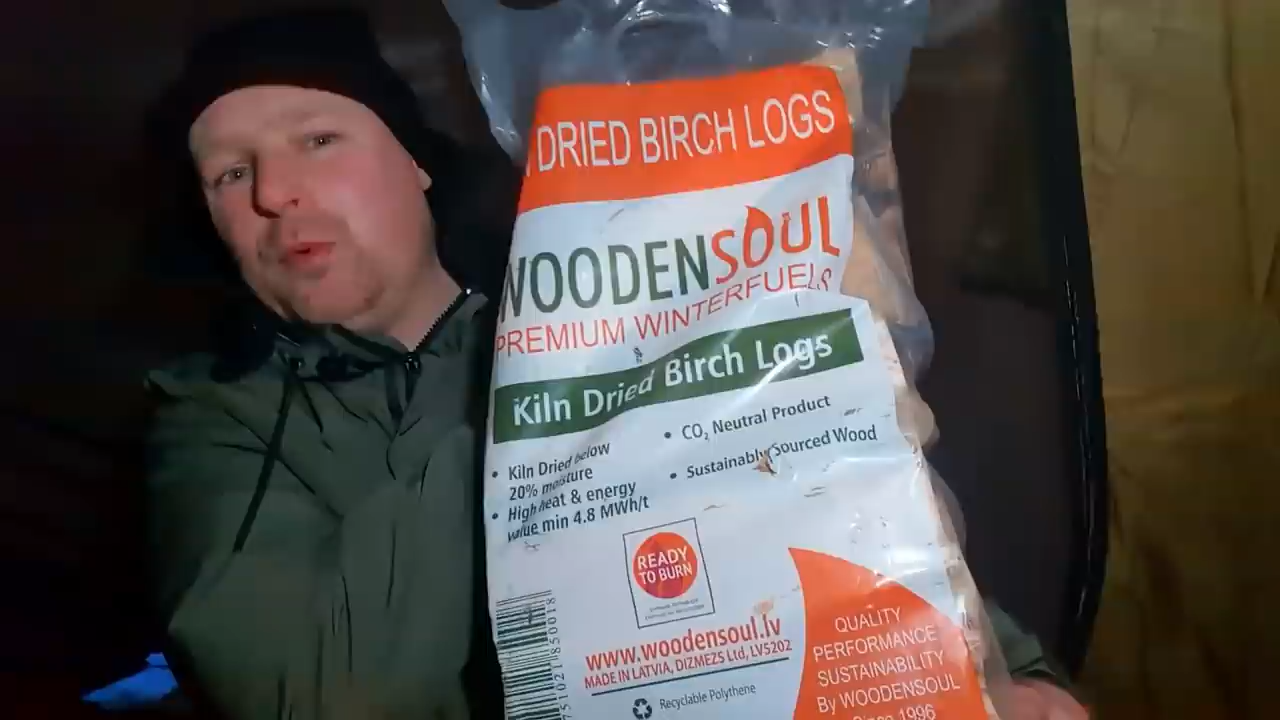 DRIED BIRCH LOGS
WOODENSOUL
PREMIUM WINTERFUELS
Kiln Dried Birch Logs
• Kiln Dried below
20% moisture
• High heat & energy
value min 4.8 MWh/t
• CO₂ Neutral Product
• Sustainably Sourced Wood
READY
TO BURN
www.woodensoul.lv
MADE IN LATVIA, DIZMEZS Ltd, LV5202
Recyclable Polythene
QUALITY
PERFORMANCE
SUSTAINABILITY
By WOODENSOUL
Since 1996